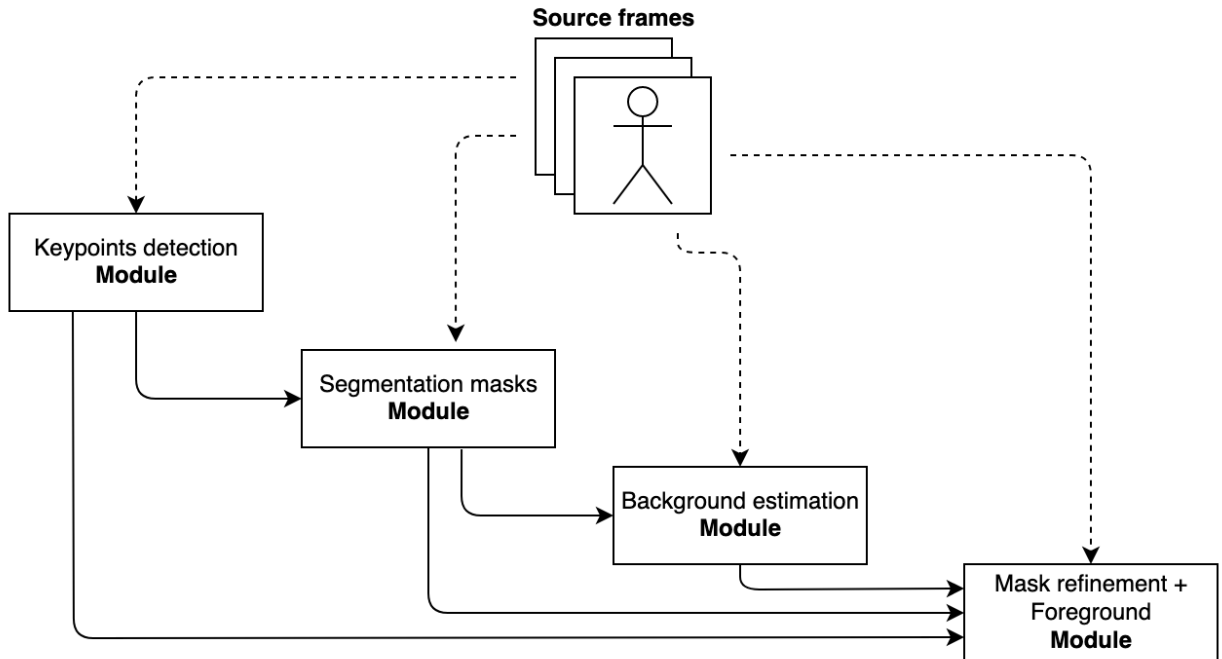 Source frames
Keypoints detection
Module
Segmentation masks
Module
Background estimation
Module
Mask refinement +
Foreground
Module